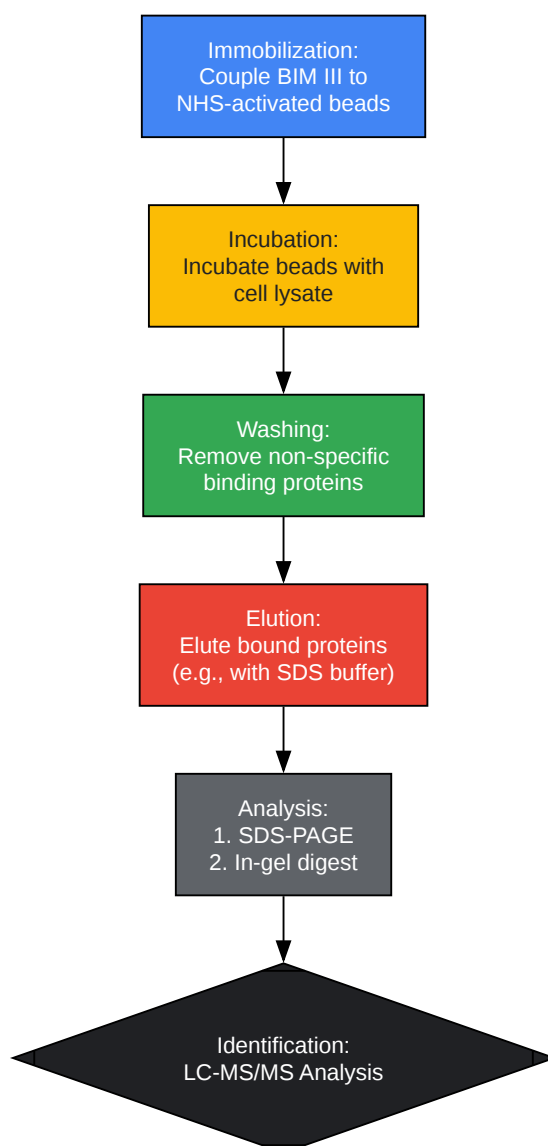 Immobilization:
Couple BIM III to
NHS-activated beads
Incubation:
Incubate beads with
cell lysate
Washing:
Remove non-specific
binding proteins
Elution:
Elute bound proteins
(e.g., with SDS buffer)
Analysis:
1. SDS-PAGE
2. In-gel digest
Identification:
LC-MS/MS Analysis